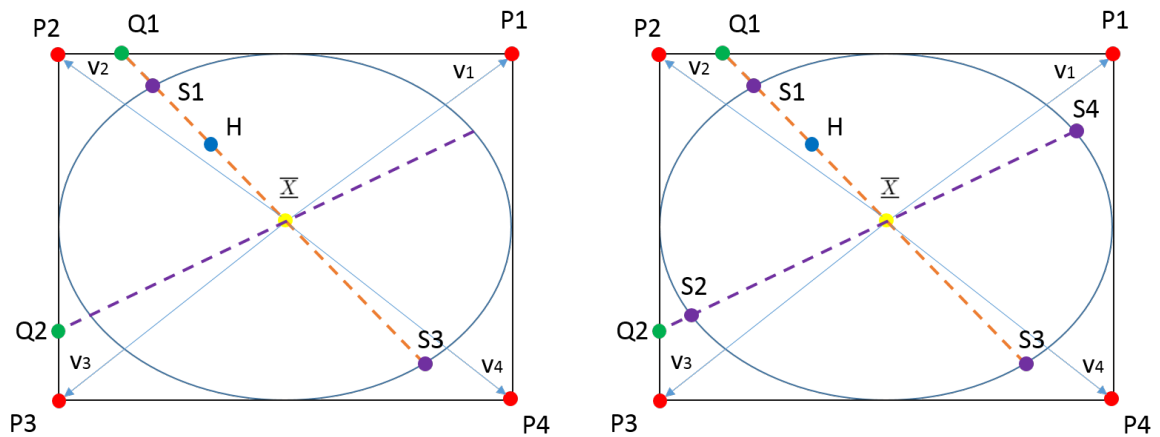 P2 Q1 P1
v2 v1
S1
H
X
Q2
v3 S3 v4
P3 P4
P2 Q1 P1
v2 v1
S1 S4
H
X
S2
Q2
v3 S3 v4
P3 P4